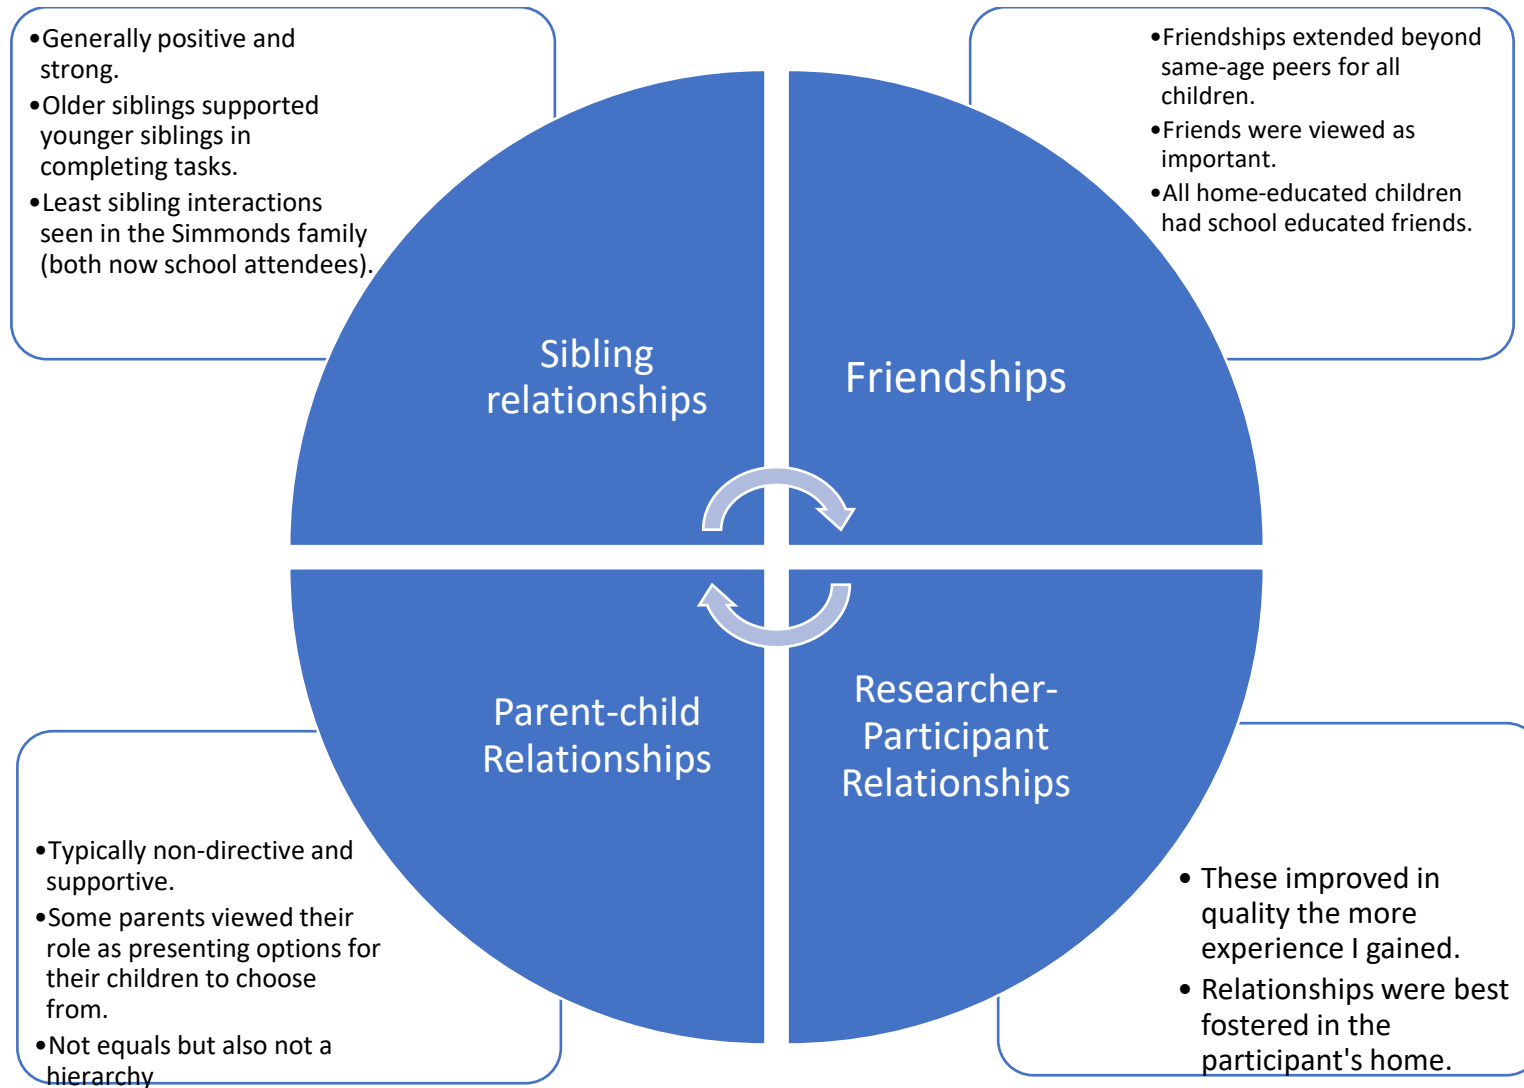 •Generally positive and
strong.
•Older siblings supported
younger siblings in
completing tasks.
•Least sibling interactions
seen in the Simmonds family
(both now school attendees).
•Friendships extended beyond
same-age peers for all
children.
•Friends were viewed as
important.
•All home-educated children
had school educated friends.
Sibling
relationships
Friendships
Parent-child
Relationships
Researcher-
Participant
Relationships
•Typically non-directive and
supportive.
•Some parents viewed their
role as presenting options for
their children to choose
from.
•Not equals but also not a
hierarchy
• These improved in
quality the more
experience I gained.
• Relationships were best
fostered in the
participant's home.